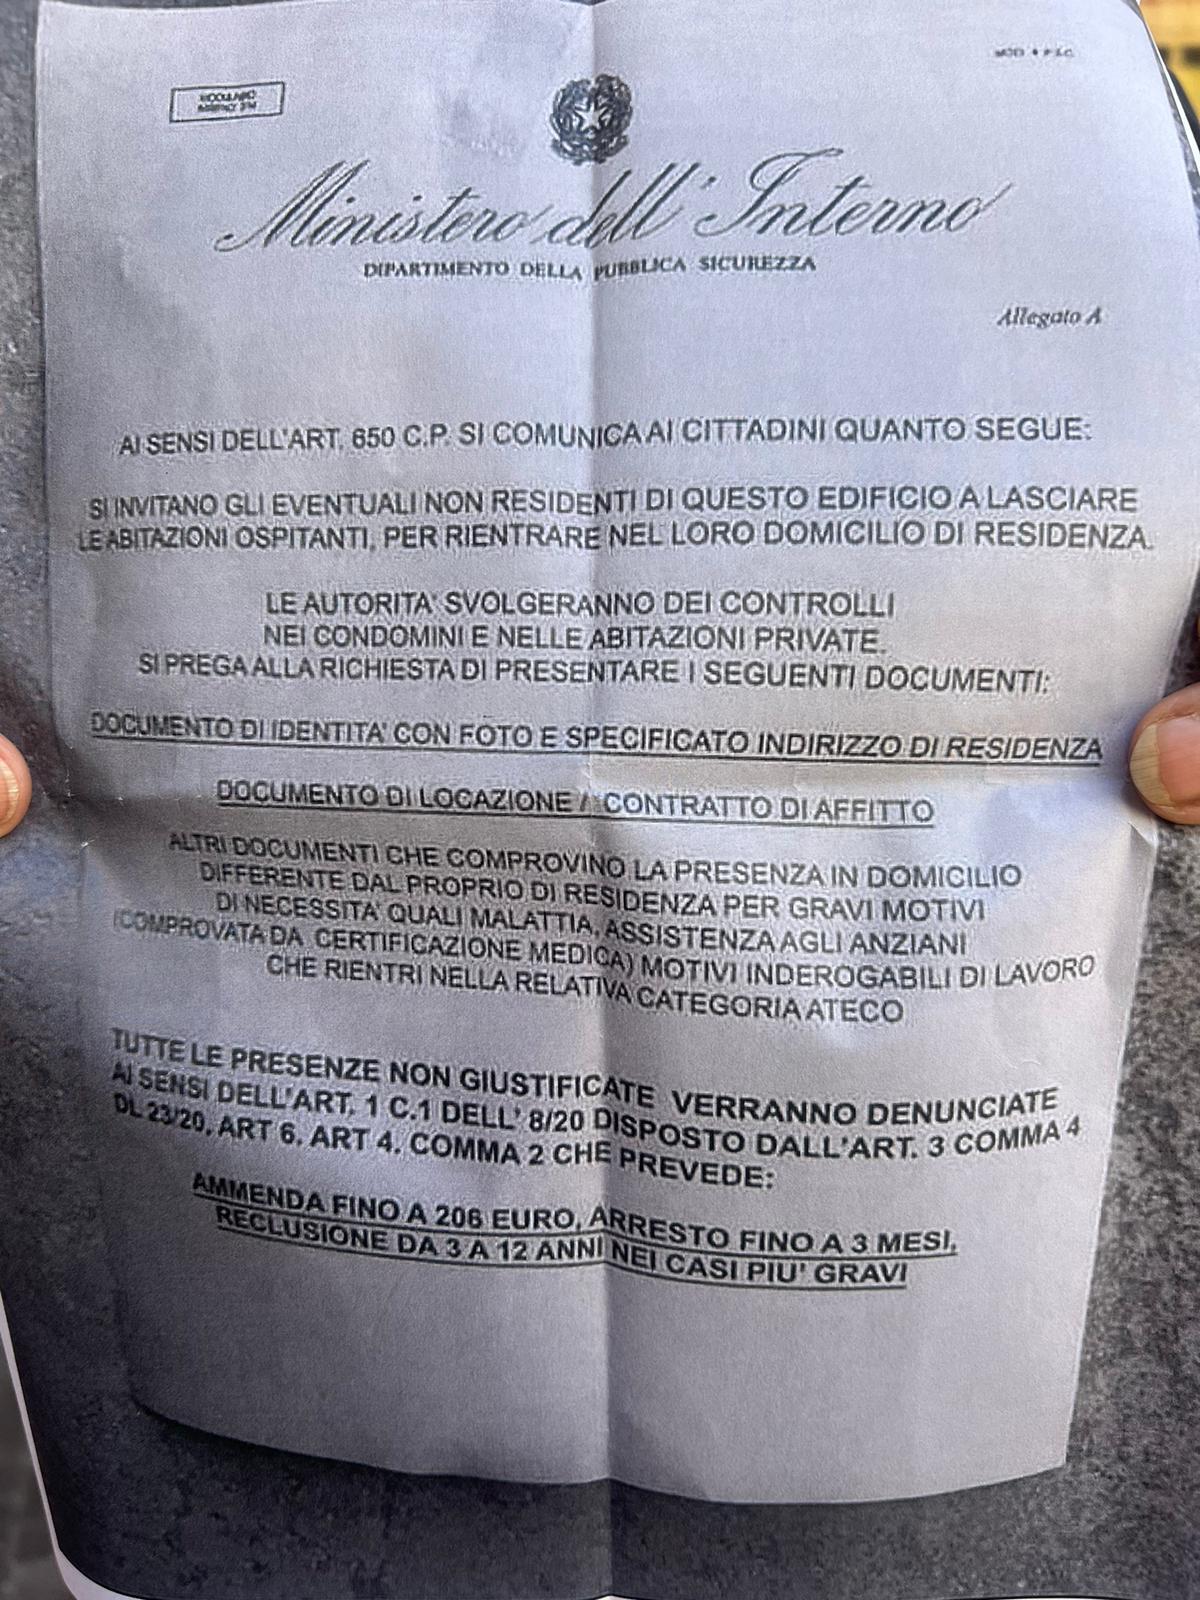 MODULARIO
MOD. 4 P.S.C.
Ministero dell'Interno
DIPARTIMENTO DELLA PUBBLICA SICUREZZA
Allegato A
AI SENSI DELL'ART. 650 C.P. SI COMUNICA AI CITTADINI QUANTO SEGUE:
SI INVITANO GLI EVENTUALI NON RESIDENTI DI QUESTO EDIFICIO A LASCIARE
LE ABITAZIONI OSPITANTI, PER RIENTRARE NEL LORO DOMICILIO DI RESIDENZA.
LE AUTORITA' SVOLGERANNO DEI CONTROLLI
NEI CONDOMINI E NELLE ABITAZIONI PRIVATE.
SI PREGA ALLA RICHIESTA DI PRESENTARE I SEGUENTI DOCUMENTI:
DOCUMENTO DI IDENTITA' CON FOTO E SPECIFICATO INDIRIZZO DI RESIDENZA
DOCUMENTO DI LOCAZIONE / CONTRATTO DI AFFITTO
ALTRI DOCUMENTI CHE COMPROVINO LA PRESENZA IN DOMICILIO
DIFFERENTE DAL PROPRIO DI RESIDENZA PER GRAVI MOTIVI
DI NECESSITA' QUALI MALATTIA, ASSISTENZA AGLI ANZIANI
(COMPROVATA DA CERTIFICAZIONE MEDICA) MOTIVI INDEROGABILI DI LAVORO
CHE RIENTRI NELLA RELATIVA CATEGORIA ATECO
TUTTE LE PRESENZE NON GIUSTIFICATE VERRANNO DENUNCIATE
AI SENSI DELL'ART. 1 C.1 DELL' 8/20 DISPOSTO DALL'ART. 3 COMMA 4
DL 23/20, ART 6. ART 4. COMMA 2 CHE PREVEDE:
AMMENDA FINO A 206 EURO, ARRESTO FINO A 3 MESI,
RECLUSIONE DA 3 A 12 ANNI NEI CASI PIU' GRAVI